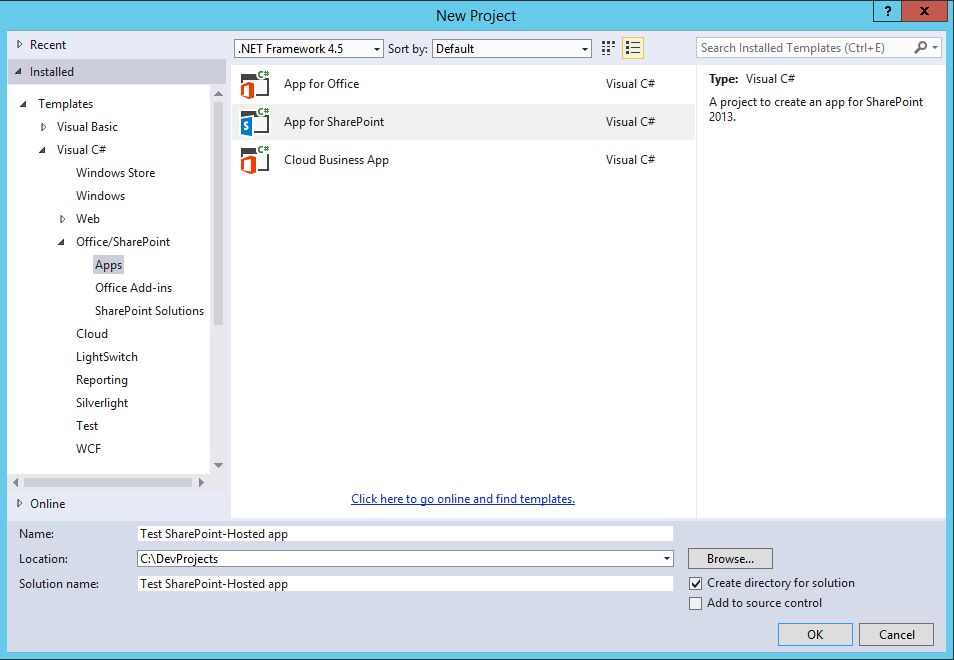 New Project
?
x
Recent
Installed
Templates
Visual Basic
Visual C#
Windows Store
Windows
Web
Office/SharePoint
Apps
Office Add-ins
SharePoint Solutions
Cloud
LightSwitch
Reporting
Silverlight
Test
WCF
Online
.NET Framework 4.5 Sort by: Default
C# App for Office Visual C#
C# App for SharePoint Visual C#
C# Cloud Business App Visual C#
Click here to go online and find templates.
Search Installed Templates (Ctrl+E)
Type: Visual C#
A project to create an app for SharePoint
2013.
Name: Test SharePoint-Hosted app
Location: C:\DevProjects Browse...
Solution name: Test SharePoint-Hosted app
Create directory for solution
Add to source control
OK Cancel